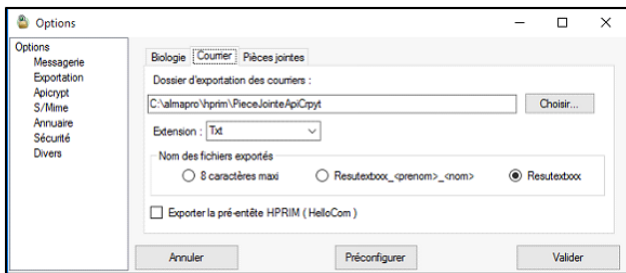 Options
Options
Messagerie
Exportation
Apicrypt
S/Mime
Annuaire
Sécurité
Divers
Biologie Courrier Pièces jointes
Dossier d'exportation des courriers :
C:\almapro\hprim\PieceJointeApiCrpyt Choisir...
Extension : Txt
Nom des fichiers exportés
8 caractères maxi Resutextxxx_<prenom>_<nom> Resutextxxx
Exporter la pré-entête HPRIM ( HelloCom )
Annuler Préconfigurer Valider